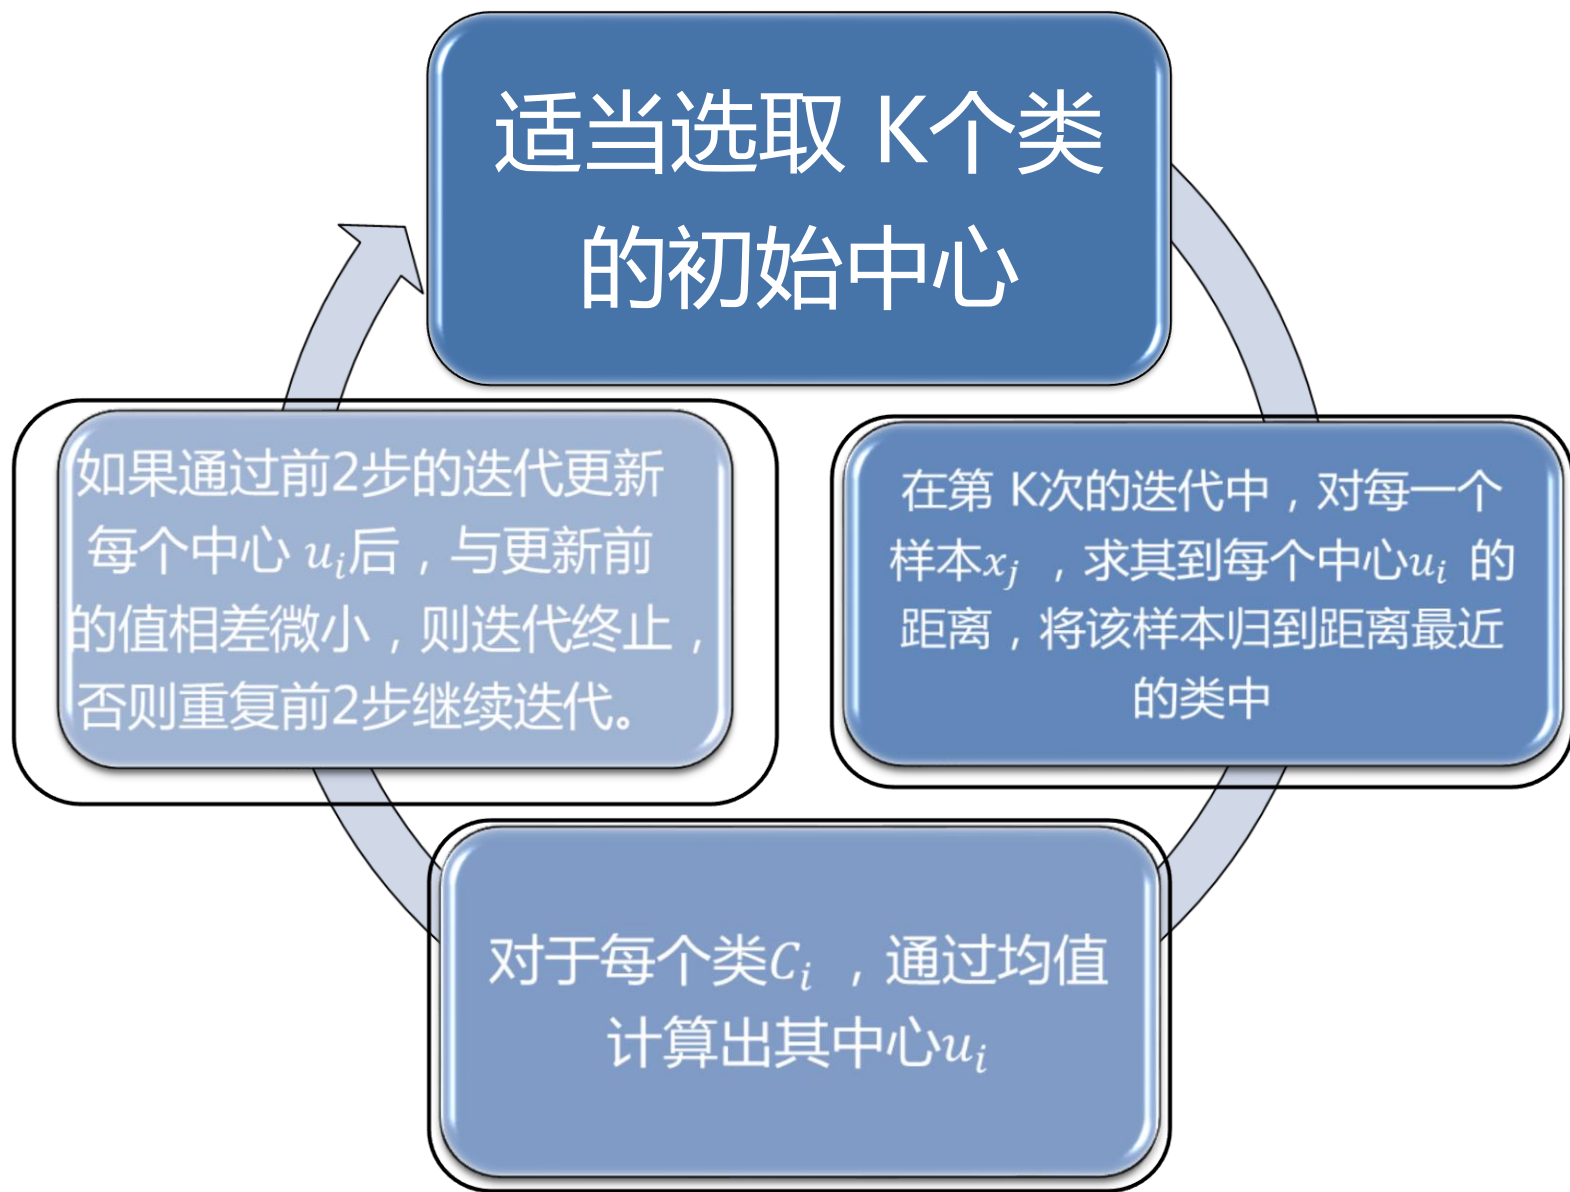 适当选取 K个类
的初始中心
在第 K次的迭代中，对每一个
样本x_j ，求其到每个中心u_i 的
距离，将该样本归到距离最近
的类中
对于每个类C_i ，通过均值
计算出其中心u_i
如果通过前2步的迭代更新
每个中心 u_i后，与更新前
的值相差微小，则迭代终止，
否则重复前2步继续迭代。